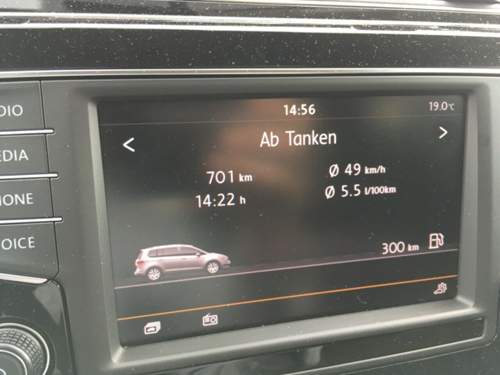 14:56
19.0°C
Ab Tanken
701 km
Ø 49 km/h
14:22 h
Ø 5.5 l/100km
300 km
DIO
EDIA
ONE
OICE